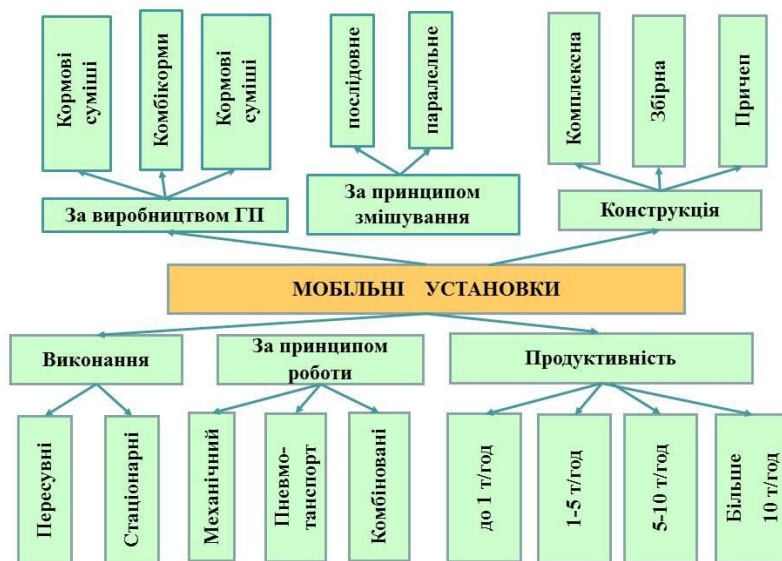 Кормові
суміші
Комбікорми
Кормові
суміші
послідовне
паралельне
Комплексна
Збірна
Причеп
За виробництвом ГП
За принципом
змішування
Конструкція
МОБІЛЬНІ УСТАНОВКИ
Виконання
За принципом
роботи
Продуктивність
Пересувні
Стаціонарні
Механічний
Пневмо-
танспорт
Комбіновані
до 1 т/год
1-5 т/год
5-10 т/год
Більше
10 т/год